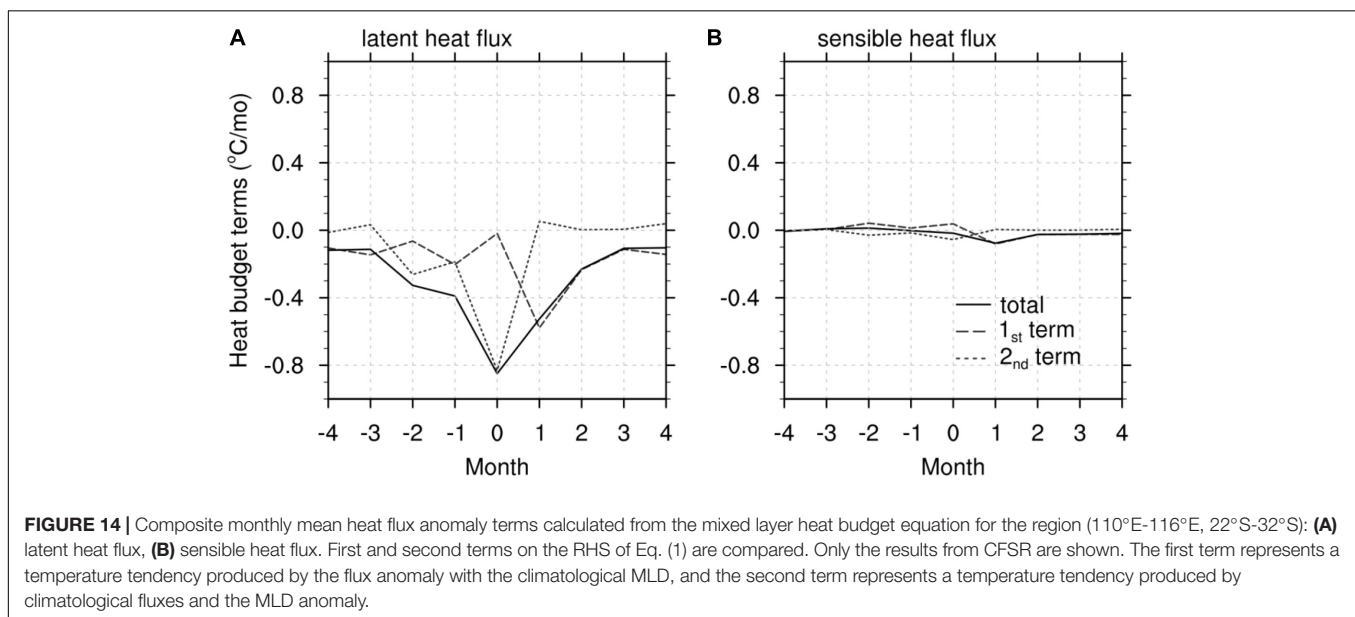 A latent heat flux
B sensible heat flux
Heat budget terms (°C/mo)
0.8
0.4
0.0
-0.4
-0.8
-4 -3 -2 -1 0 1 2 3 4
Month
0.8
0.4
0.0
-0.4
-0.8
total
1st term
2nd term
-4 -3 -2 -1 0 1 2 3 4
Month
FIGURE 14 | Composite monthly mean heat flux anomaly terms calculated from the mixed layer heat budget equation for the region (110°E-116°E, 22°S-32°S): (A)
latent heat flux, (B) sensible heat flux. First and second terms on the RHS of Eq. (1) are compared. Only the results from CFSR are shown. The first term represents a
temperature tendency produced by the flux anomaly with the climatological MLD, and the second term represents a temperature tendency produced by
climatological fluxes and the MLD anomaly.